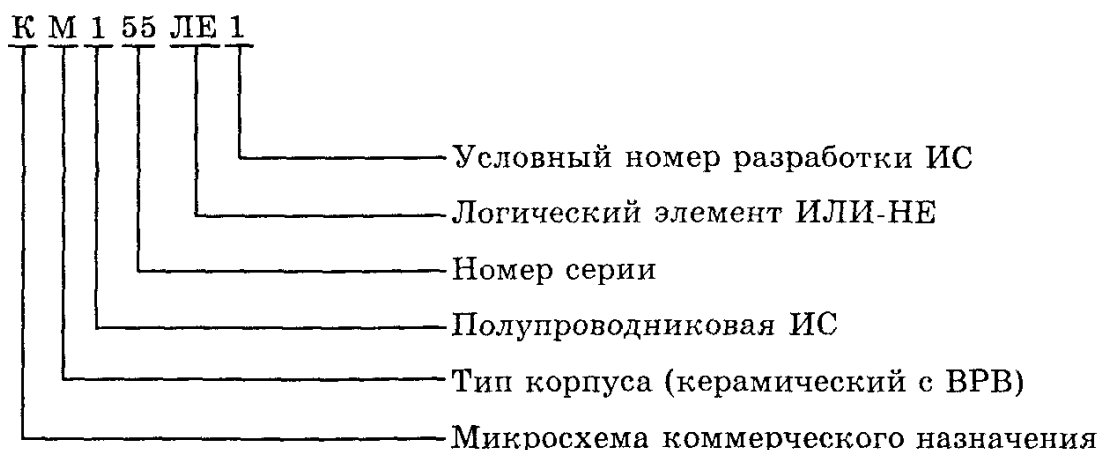 К М 1 55 ЛЕ 1
Условный номер разработки ИС
Логический элемент ИЛИ-НЕ
Номер серии
Полупроводниковая ИС
Тип корпуса (керамический с ВРВ)
Микросхема коммерческого назначения